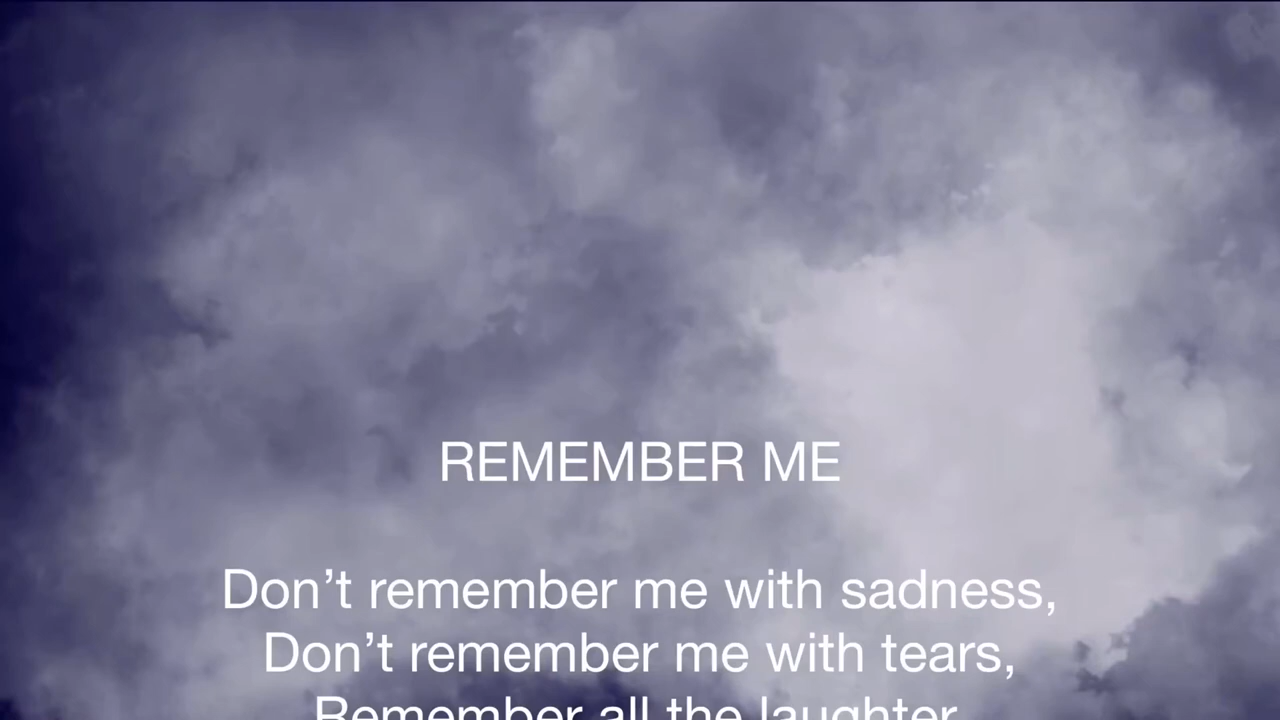 REMEMBER ME
Don’t remember me with sadness,
Don’t remember me with tears,
Remember all the laughter